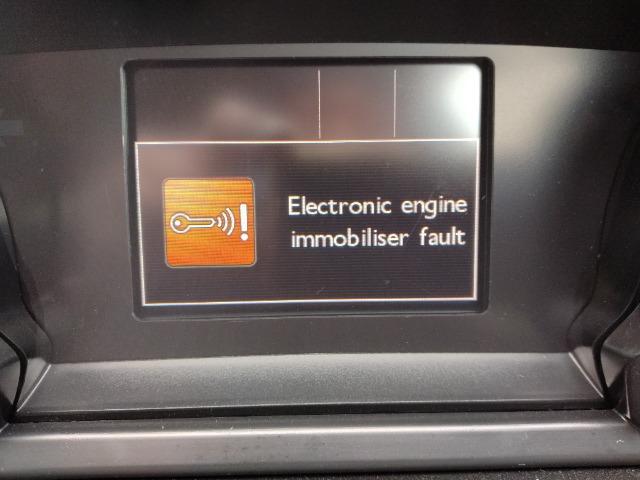 Electronic engine
immobiliser fault